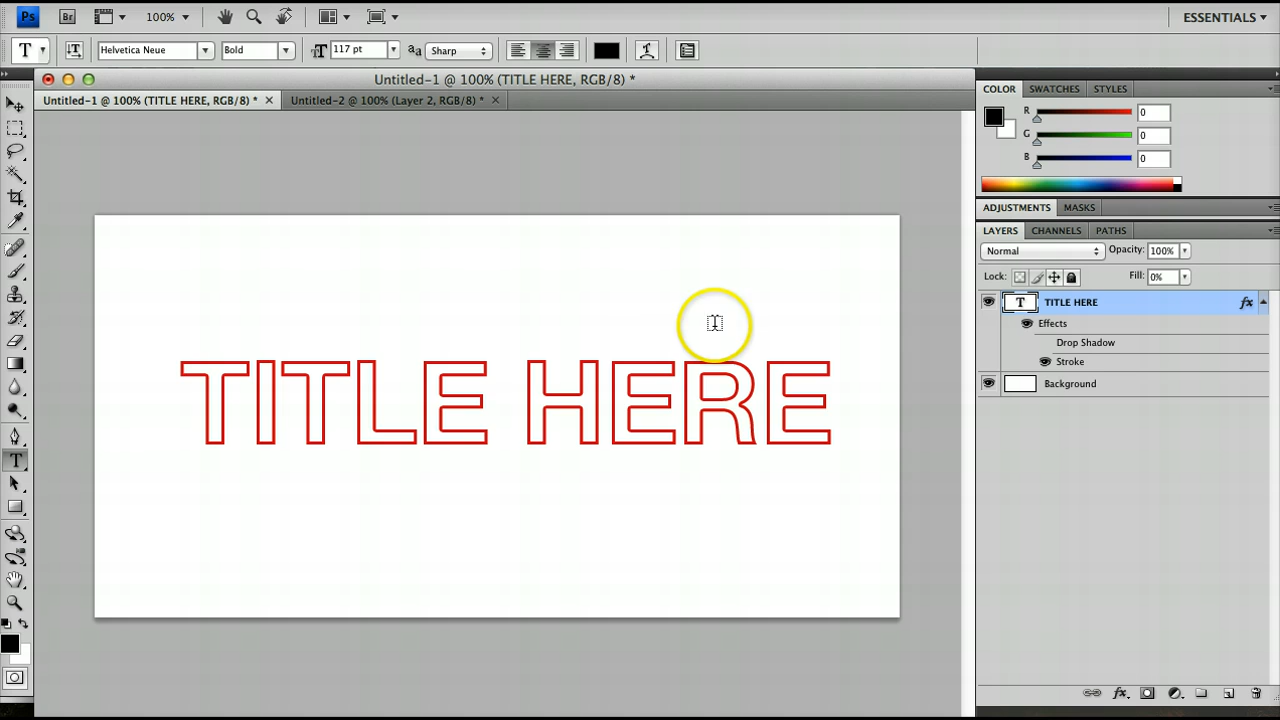 Ps Br 100% ESSENTIALS
T T Helvetica Neue Bold T 117 pt aa Sharp
Untitled-1 @ 100% (TITLE HERE, RGB/8) *
Untitled-1 @ 100% (TITLE HERE, RGB/8) * Untitled-2 @ 100% (Layer 2, RGB/8) *
COLOR SWATCHES STYLES
R 0
G 0
B 0
ADJUSTMENTS MASKS
LAYERS CHANNELS PATHS
Normal Opacity: 100%
Lock: Fill: 0%
T TITLE HERE fx
Effects
Drop Shadow
Stroke
Background
TITLE HERE
T
fx